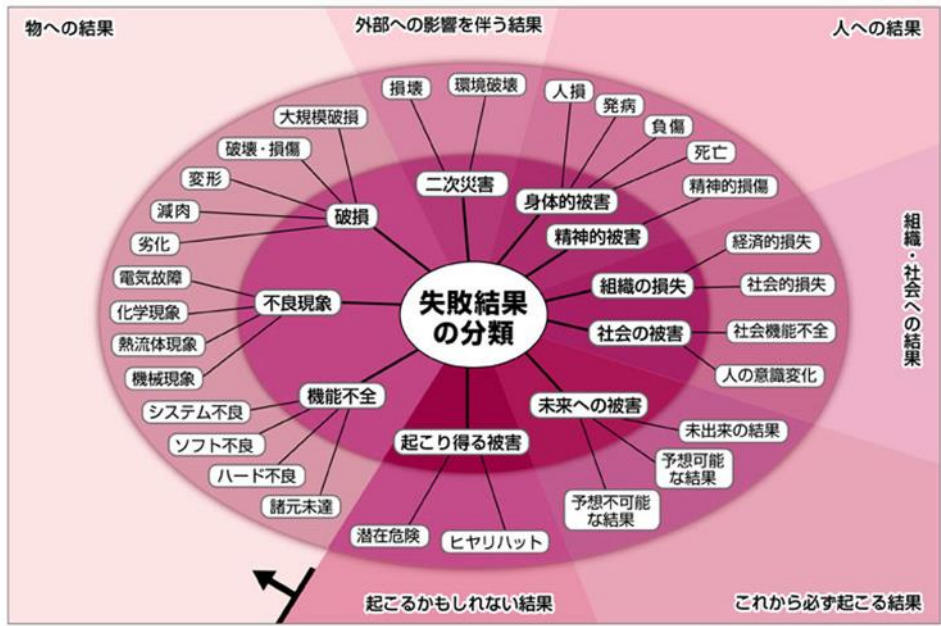 物への結果
外部への影響を伴う結果
人への結果
組織・社会への結果
これから必ず起こる結果
起こるかもしれない結果
失敗結果
の分類
二次災害
損壊
環境破壊
身体的被害
人損
発病
負傷
死亡
精神的被害
精神的損傷
組織の損失
経済的損失
社会的損失
社会の被害
社会機能不全
人の意識変化
未来への被害
未出来の結果
予想可能
な結果
予想不可能
な結果
起こり得る被害
ヒヤリハット
潜在危険
機能不全
諸元未達
ハード不良
ソフト不良
システム不良
不良現象
機械現象
熱流体現象
化学現象
電気故障
破損
劣化
減肉
変形
破壊・損傷
大規模破損